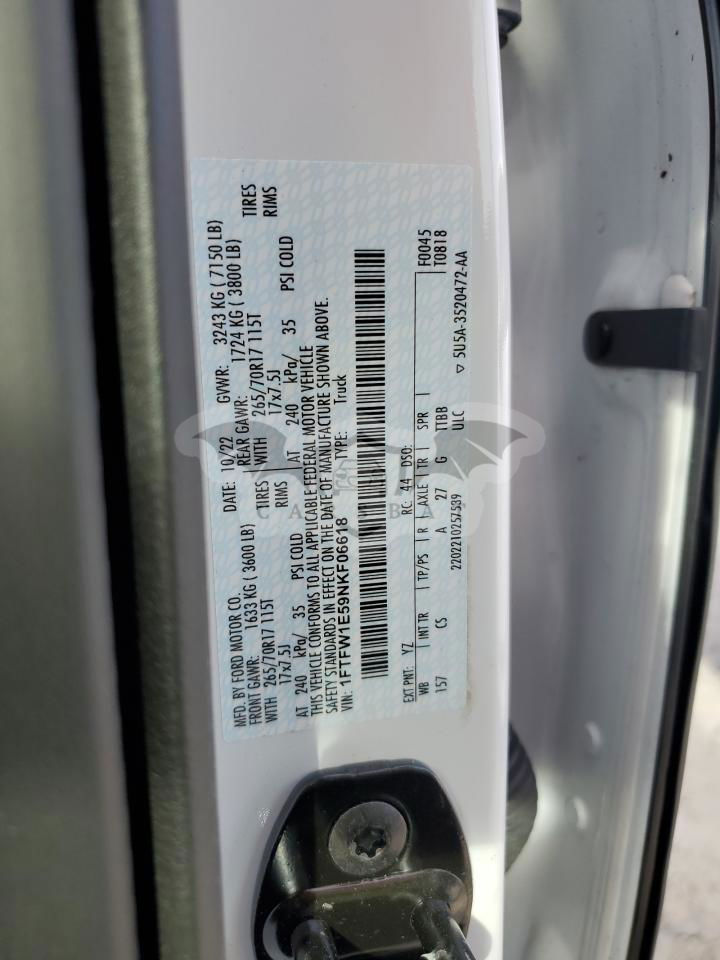 MFD. BY FORD MOTOR CO.
DATE: 10/22
GVWR: 3243 KG ( 7150 LB)
FRONT GAWR: 1633 KG ( 3600 LB)
REAR GAWR: 1724 KG ( 3800 LB)
WITH 265/70R17 115T TIRES
WITH 265/70R17 115T TIRES
17x7.5J RIMS
17x7.5J RIMS
AT 240 kPa/ 35 PSI COLD
AT 240 kPa/ 35 PSI COLD
THIS VEHICLE CONFORMS TO ALL APPLICABLE FEDERAL MOTOR VEHICLE
SAFETY STANDARDS IN EFFECT ON THE DATE OF MANUFACTURE SHOWN ABOVE.
VIN: 1FTFW1E59NKF06618
TYPE: Truck
EXT PNT: YZ RC: 44 DSO: F0045
WB INT TR TP/PS R AXLE TR SPR T0818
157 CS A 27 G TTBB
2202210257539 ULC ▽ 5U5A-3520472-AA